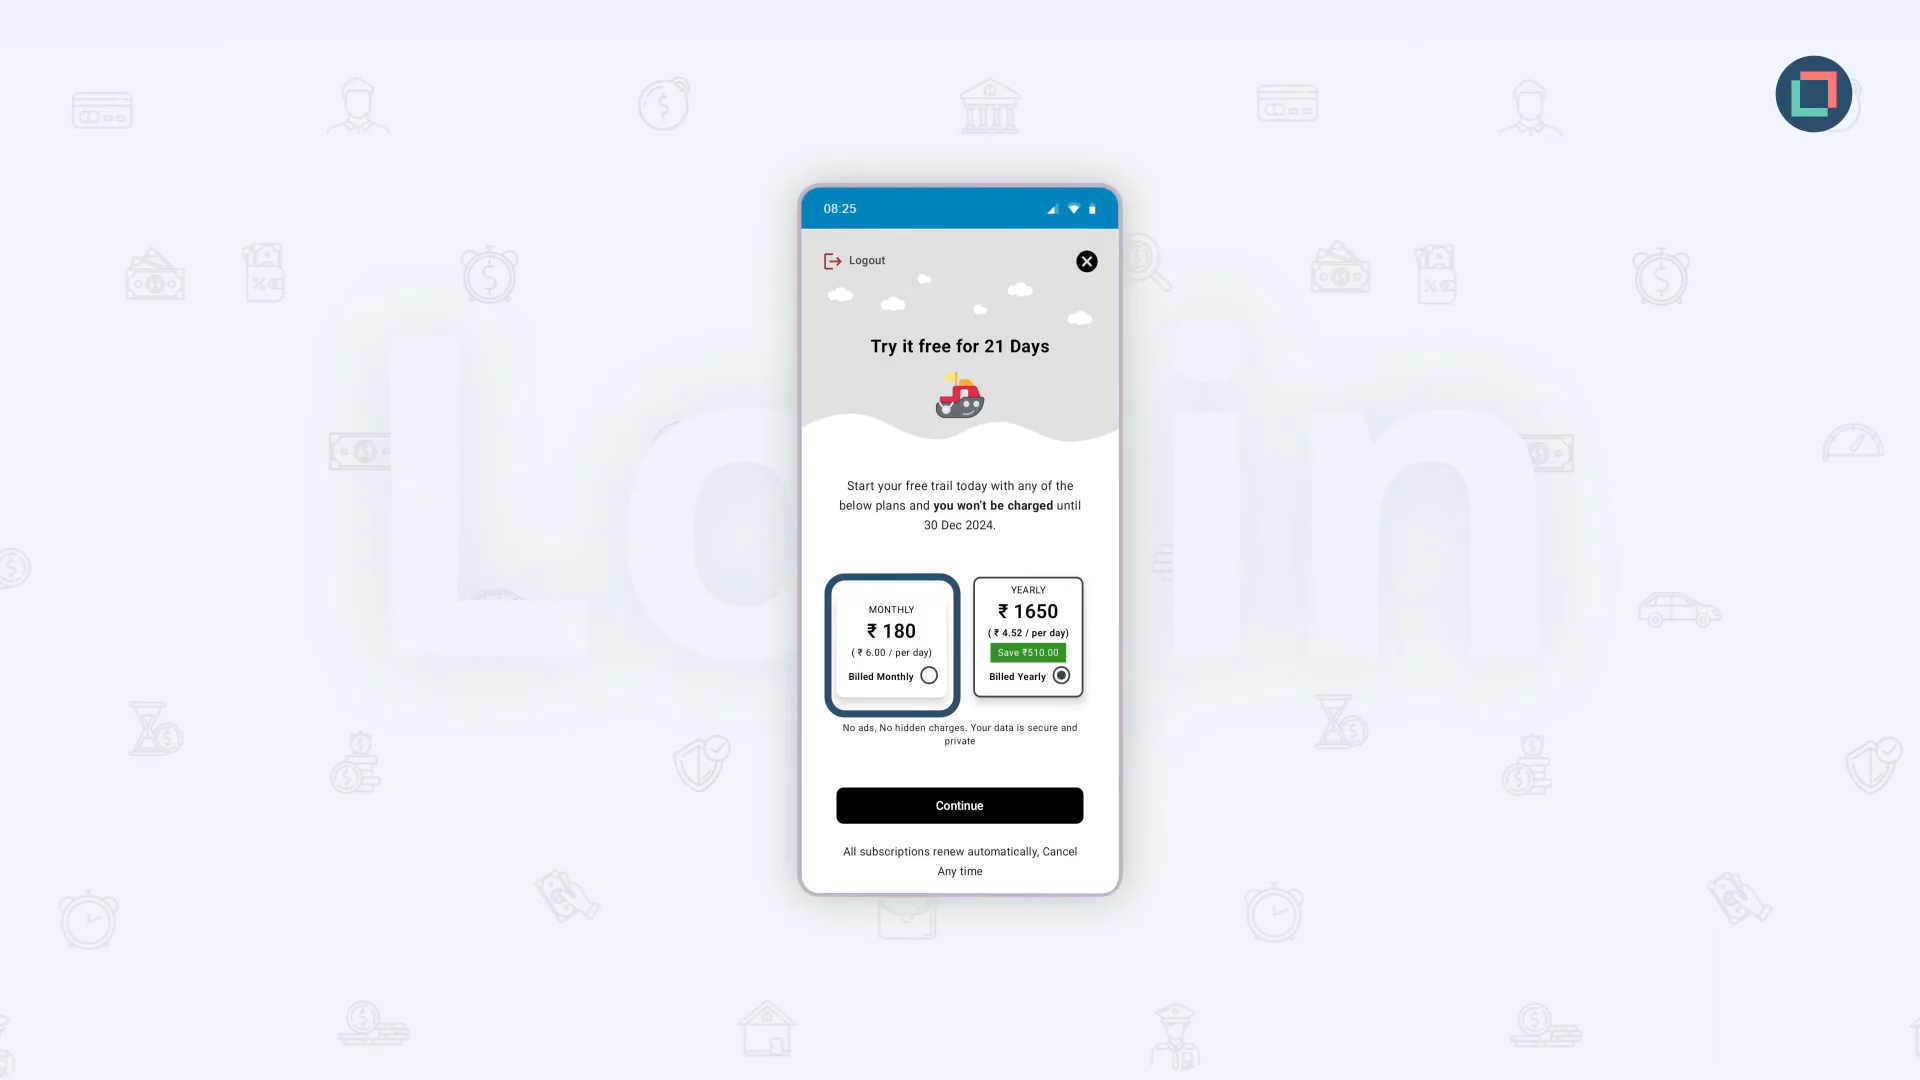 08:25
Logout
Try it free for 21 Days
Start your free trail today with any of the
below plans and you won't be charged until
30 Dec 2024.
MONTHLY
₹ 180
( ₹ 6.00 / per day)
Billed Monthly
YEARLY
₹ 1650
( ₹ 4.52 / per day)
Save ₹510.00
Billed Yearly
No ads, No hidden charges. Your data is secure and
private
Continue
All subscriptions renew automatically, Cancel
Any time